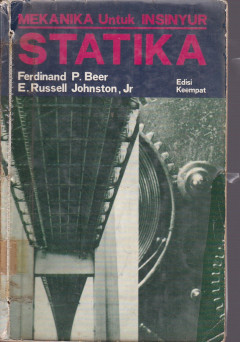 MEKANIKA Untuk INSINYUR
STATIKA
Ferdinand P. Beer
E. Russell Johnston, Jr
Edisi
Keempat